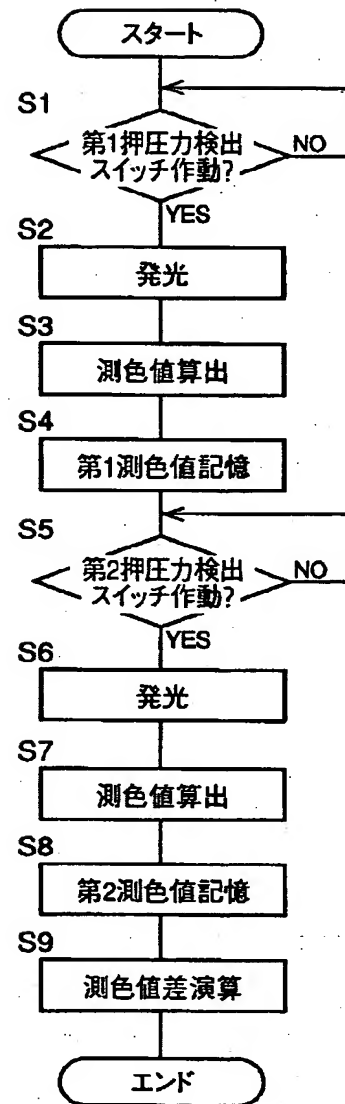 スタート
S1
第1押圧力検出
スイッチ作動?
NO
YES
S2
発光
S3
測色値算出
S4
第1測色値記憶
S5
第2押圧力検出
スイッチ作動?
NO
YES
S6
発光
S7
測色値算出
S8
第2測色値記憶
S9
測色値差演算
エンド